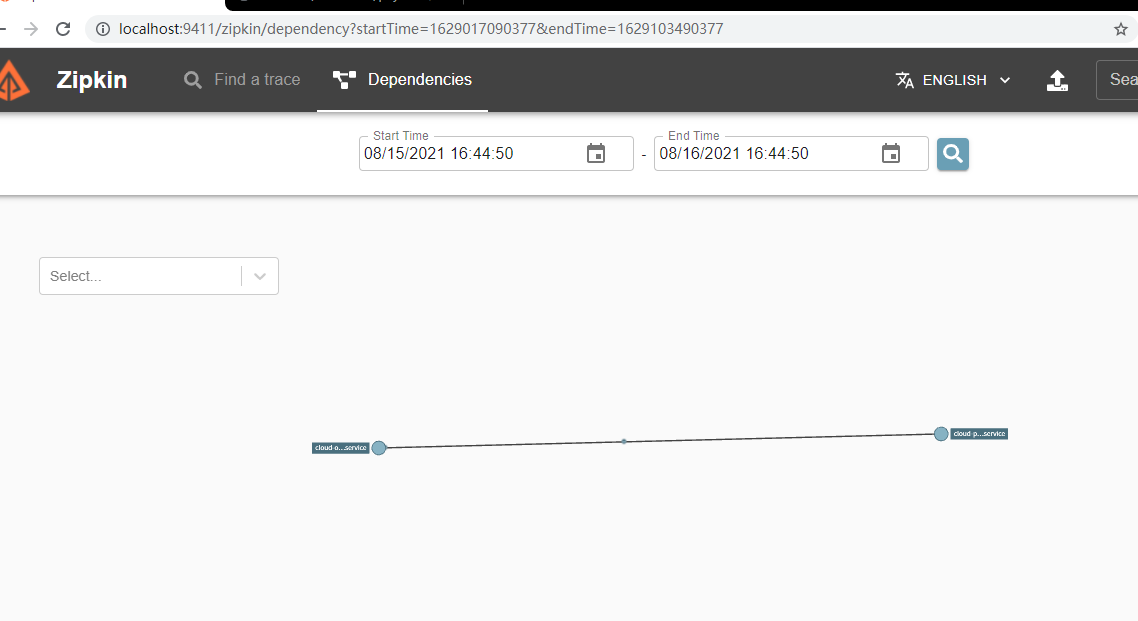 localhost:9411/zipkin/dependency?startTime=1629017090377&endTime=1629103490377
Zipkin
Find a trace
Dependencies
ENGLISH
Sea
Start Time
08/15/2021 16:44:50
-
End Time
08/16/2021 16:44:50
Select...
cloud-o...service
cloud-p...service